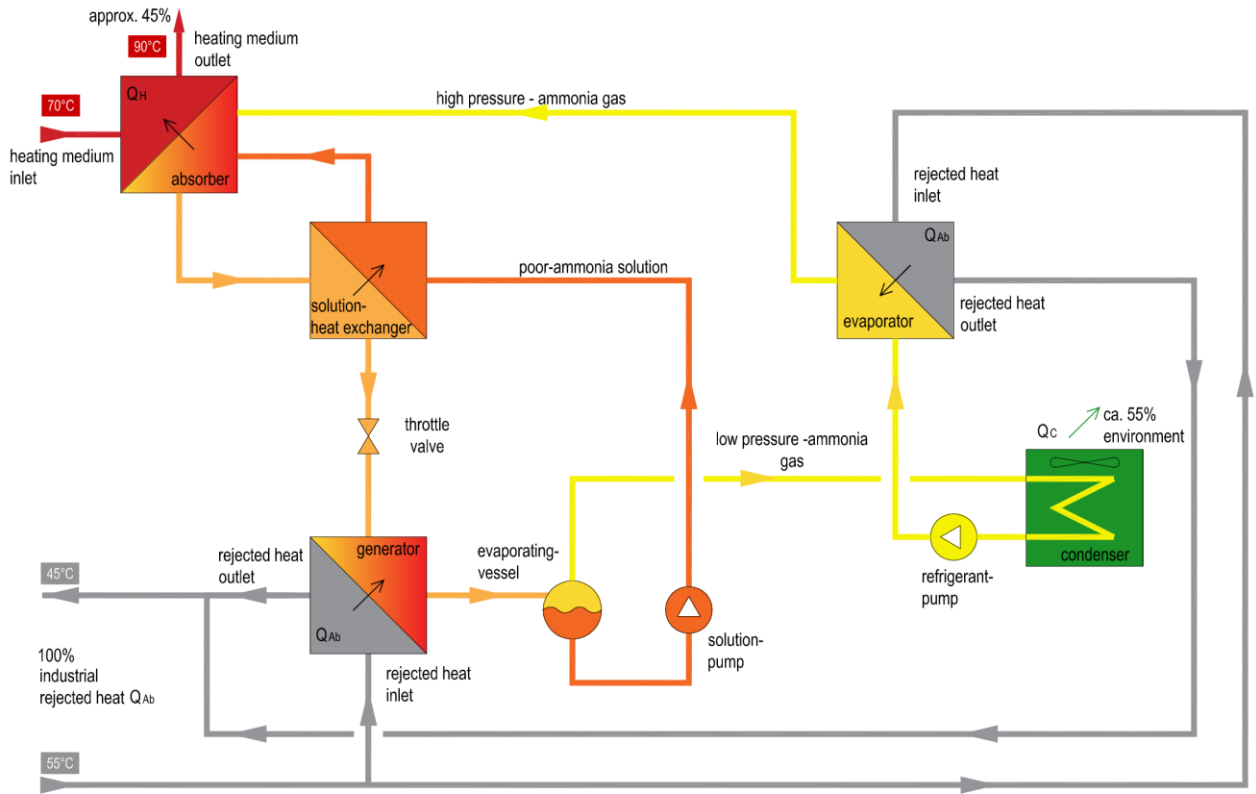 approx. 45%
90°C
heating medium
outlet
QH
70°C
heating medium
inlet
absorber
high pressure - ammonia gas
rejected heat
inlet
QAb
evaporator
rejected heat
outlet
solution-
heat exchanger
poor-ammonia solution
throttle
valve
low pressure -ammonia
gas
QC
ca. 55%
environment
condenser
refrigerant-
pump
generator
QAb
rejected heat
outlet
evaporating-
vessel
45°C
solution-
pump
100%
industrial
rejected heat QAb
rejected heat
inlet
55°C